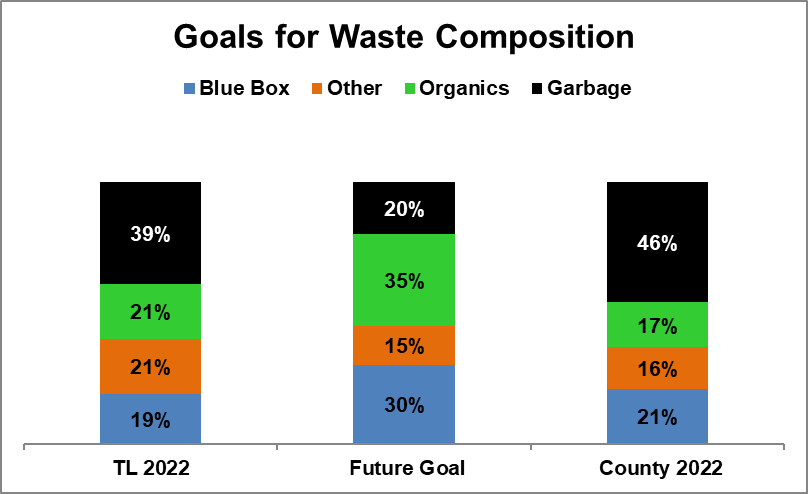 Goals for Waste Composition
Blue Box Other Organics Garbage
39% 20% 46%
21% 35% 17%
21% 15% 16%
19% 30% 21%
TL 2022 Future Goal County 2022